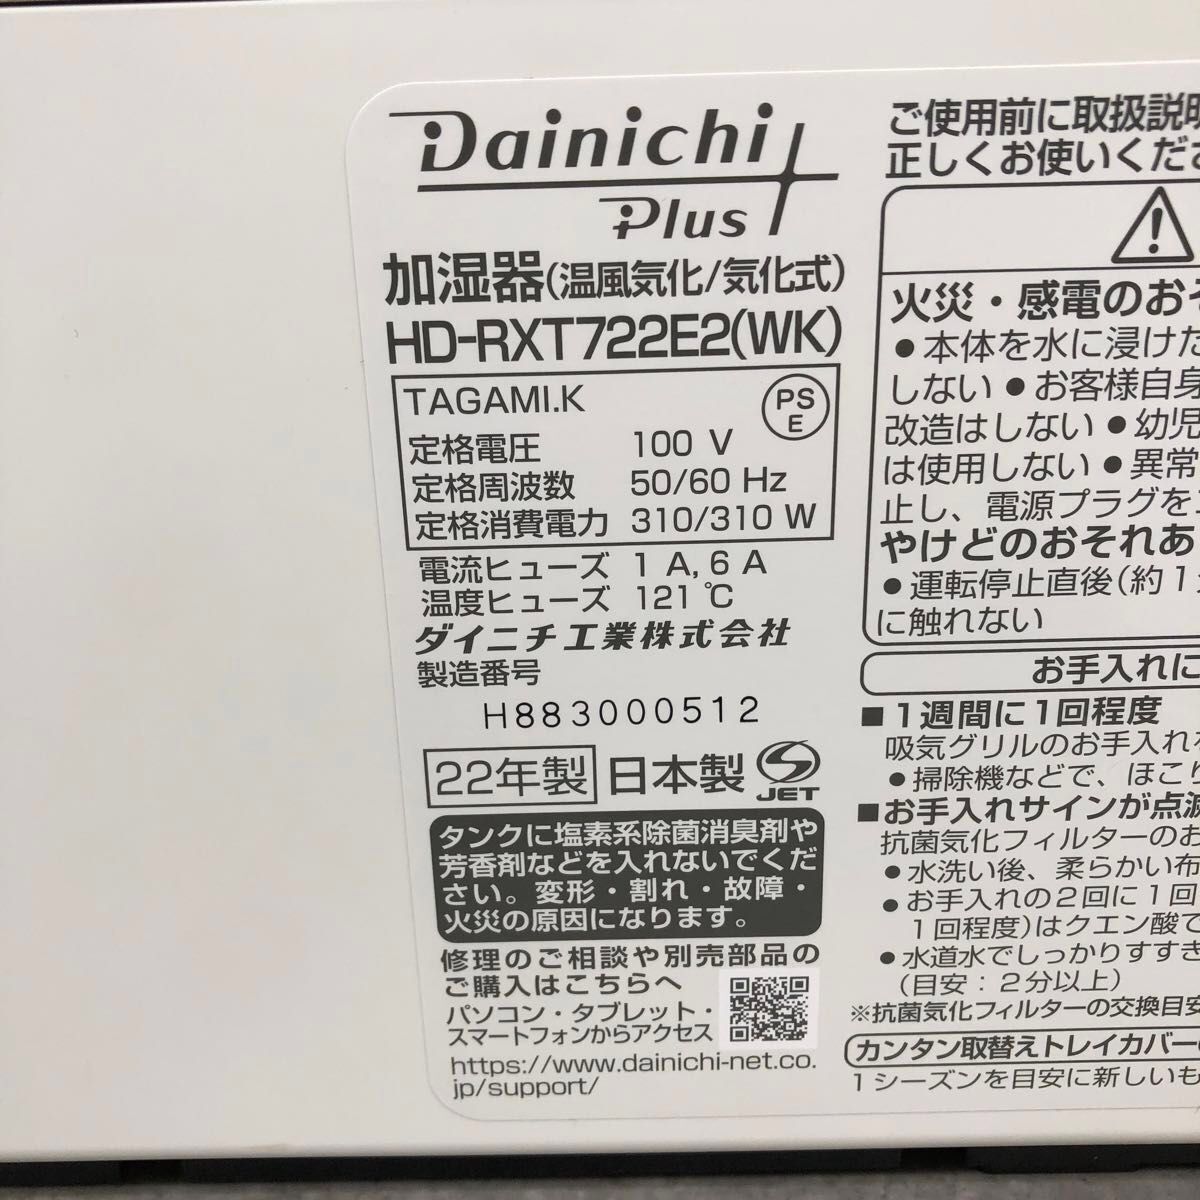 Dainichi
Plus
加湿器(温風気化/気化式)
HD-RXT722E2(WK)
TAGAMI.K
PS
E
定格電圧 100 V
定格周波数 50/60 Hz
定格消費電力 310/310 W
電流ヒューズ 1 A, 6 A
温度ヒューズ 121 ℃
ダイニチ工業株式会社
製造番号
H883000512
22年製 日本製
JET
タンクに塩素系除菌消臭剤や
芳香剤などを入れないでくだ
さい。変形・割れ・故障・
火災の原因になります。
修理のご相談や別売部品の
ご購入はこちらへ
パソコン・タブレット・
スマートフォンからアクセス
https://www.dainichi-net.co.
jp/support/
ご使用前に取扱説明
正しくお使いくださ
火災・感電のおそ
●本体を水に浸けた
しない ●お客様自身
改造はしない ●幼児
は使用しない ●異常
止し、電源プラグを
やけどのおそれあ
●運転停止直後(約1
に触れない
お手入れに
■1週間に1回程度
吸気グリルのお手入れ
●掃除機などで、ほこり
■お手入れサインが点滅
抗菌気化フィルターのお
●水洗い後、柔らかい布
●お手入れの2回に1回
1回程度)はクエン酸で
●水道水でしっかりすすぎ
(目安：2分以上)
※抗菌気化フィルターの交換目安
カンタン取替えトレイカバーの
1シーズンを目安に新しいも